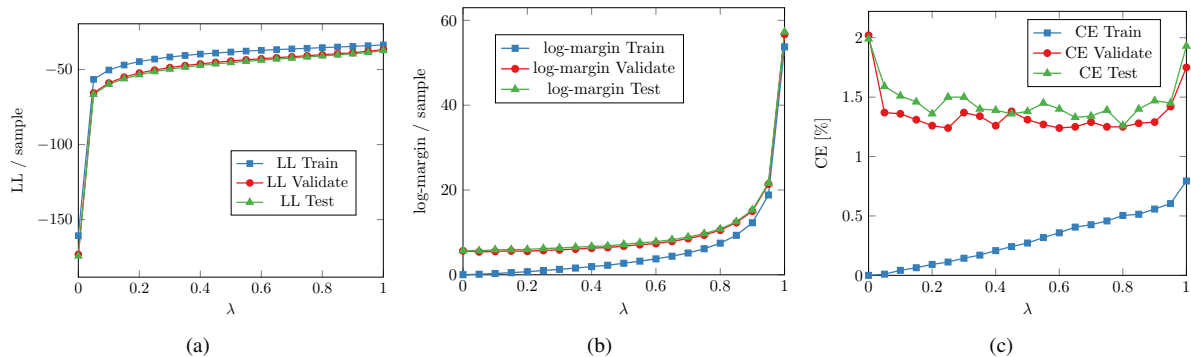 LL / sample
−50
−100
−150
0
0.2
0.4
0.6
0.8
1
λ
LL Train
LL Validate
LL Test
(a)
log-margin / sample
60
40
20
0
0
0.2
0.4
0.6
0.8
1
λ
log-margin Train
log-margin Validate
log-margin Test
(b)
CE [%]
2
1.5
1
0.5
0
0
0.2
0.4
0.6
0.8
1
λ
CE Train
CE Validate
CE Test
(c)